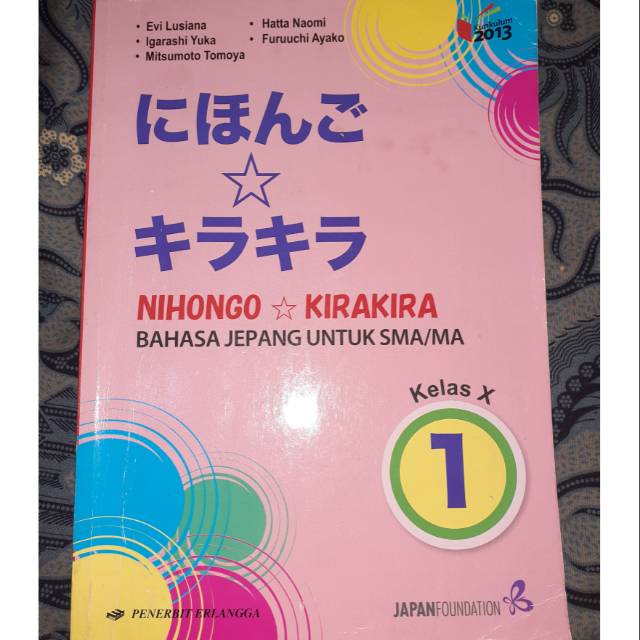 • Evi Lusiana • Hatta Naomi
• Igarashi Yuka • Furuuchi Ayako
• Mitsumoto Tomoya
Kurikulum
2013
にほんご
☆
キラキラ
NIHONGO ☆ KIRAKIRA
BAHASA JEPANG UNTUK SMA/MA
Kelas X
1
PENERBIT ERLANGGA
JAPANFOUNDATION